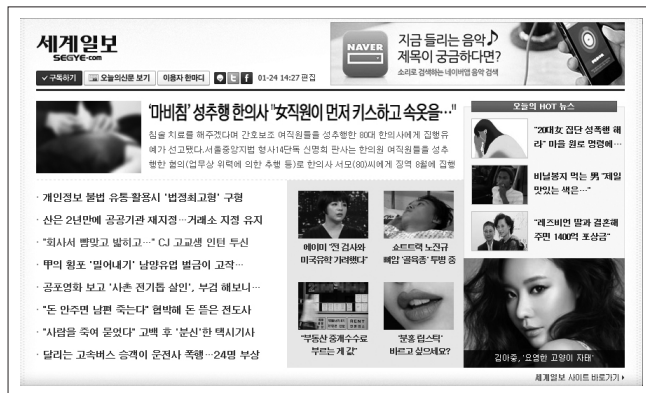 세계일보
SEGYE.com
구독하기
오늘의신문 보기
이용자 한마디
01-24 14:27 편집
NAVER
지금 들리는 음악♪
제목이 궁금하다면?
소리로 검색하는 네이버앱 음악 검색
'마비침' 성추행 한의사 "女직원이 먼저 키스하고 속옷을…"
침술 치료를 해주겠다며 간호보조 여직원들을 성추행한 80대 한의사에게 집행유
예가 선고됐다.서울중앙지법 형사14단독 신명희 판사는 한의원 여직원들을 성추
행한 혐의(업무상 위력에 의한 추행 등)로 한의사 서모(80)씨에게 징역 8월에 집행
· 개인정보 불법 유통·활용시 '법정최고형' 구형
· 산은 2년만에 공공기관 재지정…거래소 지정 유지
· "회사서 뺨맞고 밟히고…" CJ 고교생 인턴 투신
· 甲의 횡포 '밀어내기' 남양유업 벌금이 고작…
· 공포영화 보고 '사촌 전기톱 살인', 부검 해보니…
· "돈 안주면 남편 죽는다" 협박해 돈 뜯은 전도사
· "사람을 죽여 묻었다" 고백 후 '분신'한 택시기사
· 달리는 고속버스 승객이 운전사 폭행…24명 부상
에이미 "전 검사와
미국유학 가려했다"
쇼트트랙 노진규
뼈암 '골육종' 투병 중
"부동산 중개수수료
부르는 게 값"
'분홍 립스틱'
바르고 싶으세요?
오늘의 HOT 뉴스
"20대女 집단 성폭행 해
라" 마을 원로 명령에…
비닐봉지 먹는 男 "제일
맛있는 색은…"
"레즈비언 딸과 결혼해
주면 1400억 포상금"
김아중, '요염한 고양이 자태'
세계일보 사이트 바로가기